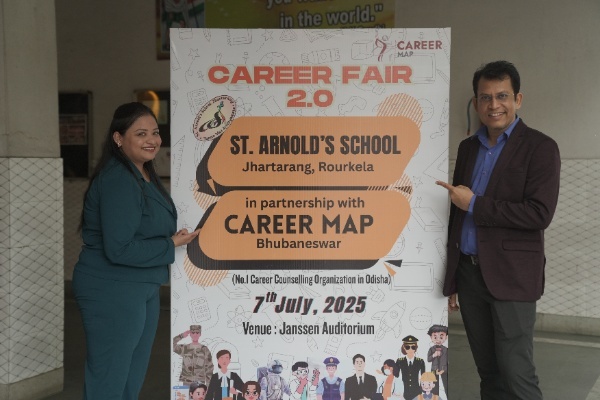 in the world."
CAREER
MAP
CAREER FAIR
2.0
ST. ARNOLD'S SCHOOL
Jhartarang, Rourkela
in partnership with
CAREER MAP
Bhubaneswar
(No.1 Career Counselling Organization in Odisha)
7th July, 2025
Venue : Janssen Auditorium